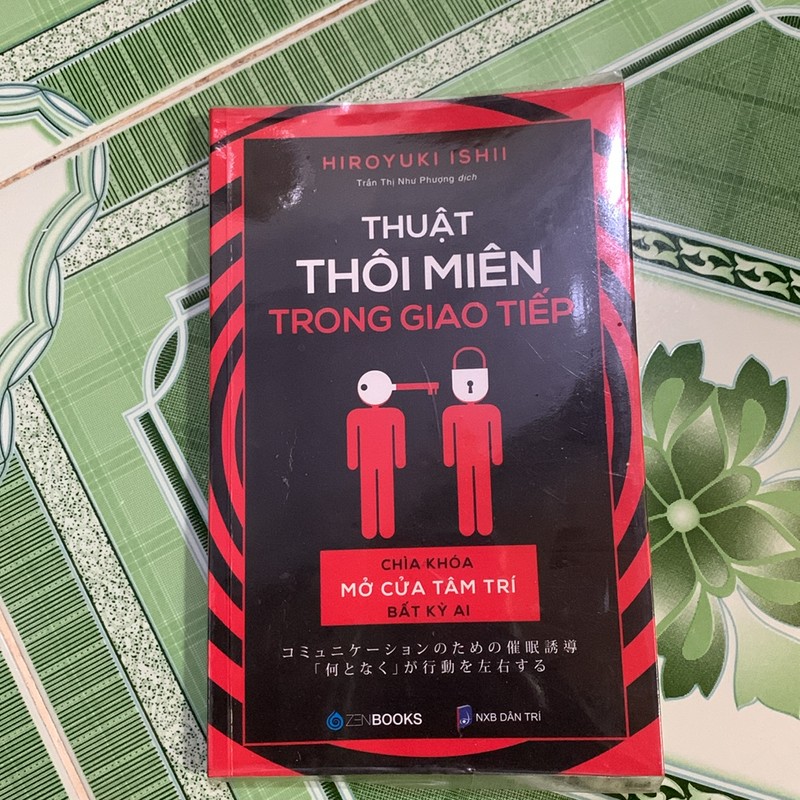 HIROYUKI ISHII
Trần Thị Như Phượng dịch
THUẬT
THÔI MIÊN
TRONG GIAO TIẾP
CHÌA KHÓA
MỞ CỬA TÂM TRÍ
BẤT KỲ AI
コミュニケーションのための催眠誘導
「何となく」が行動を左右する
ZENBOOKS
NXB DÂN TRÍ